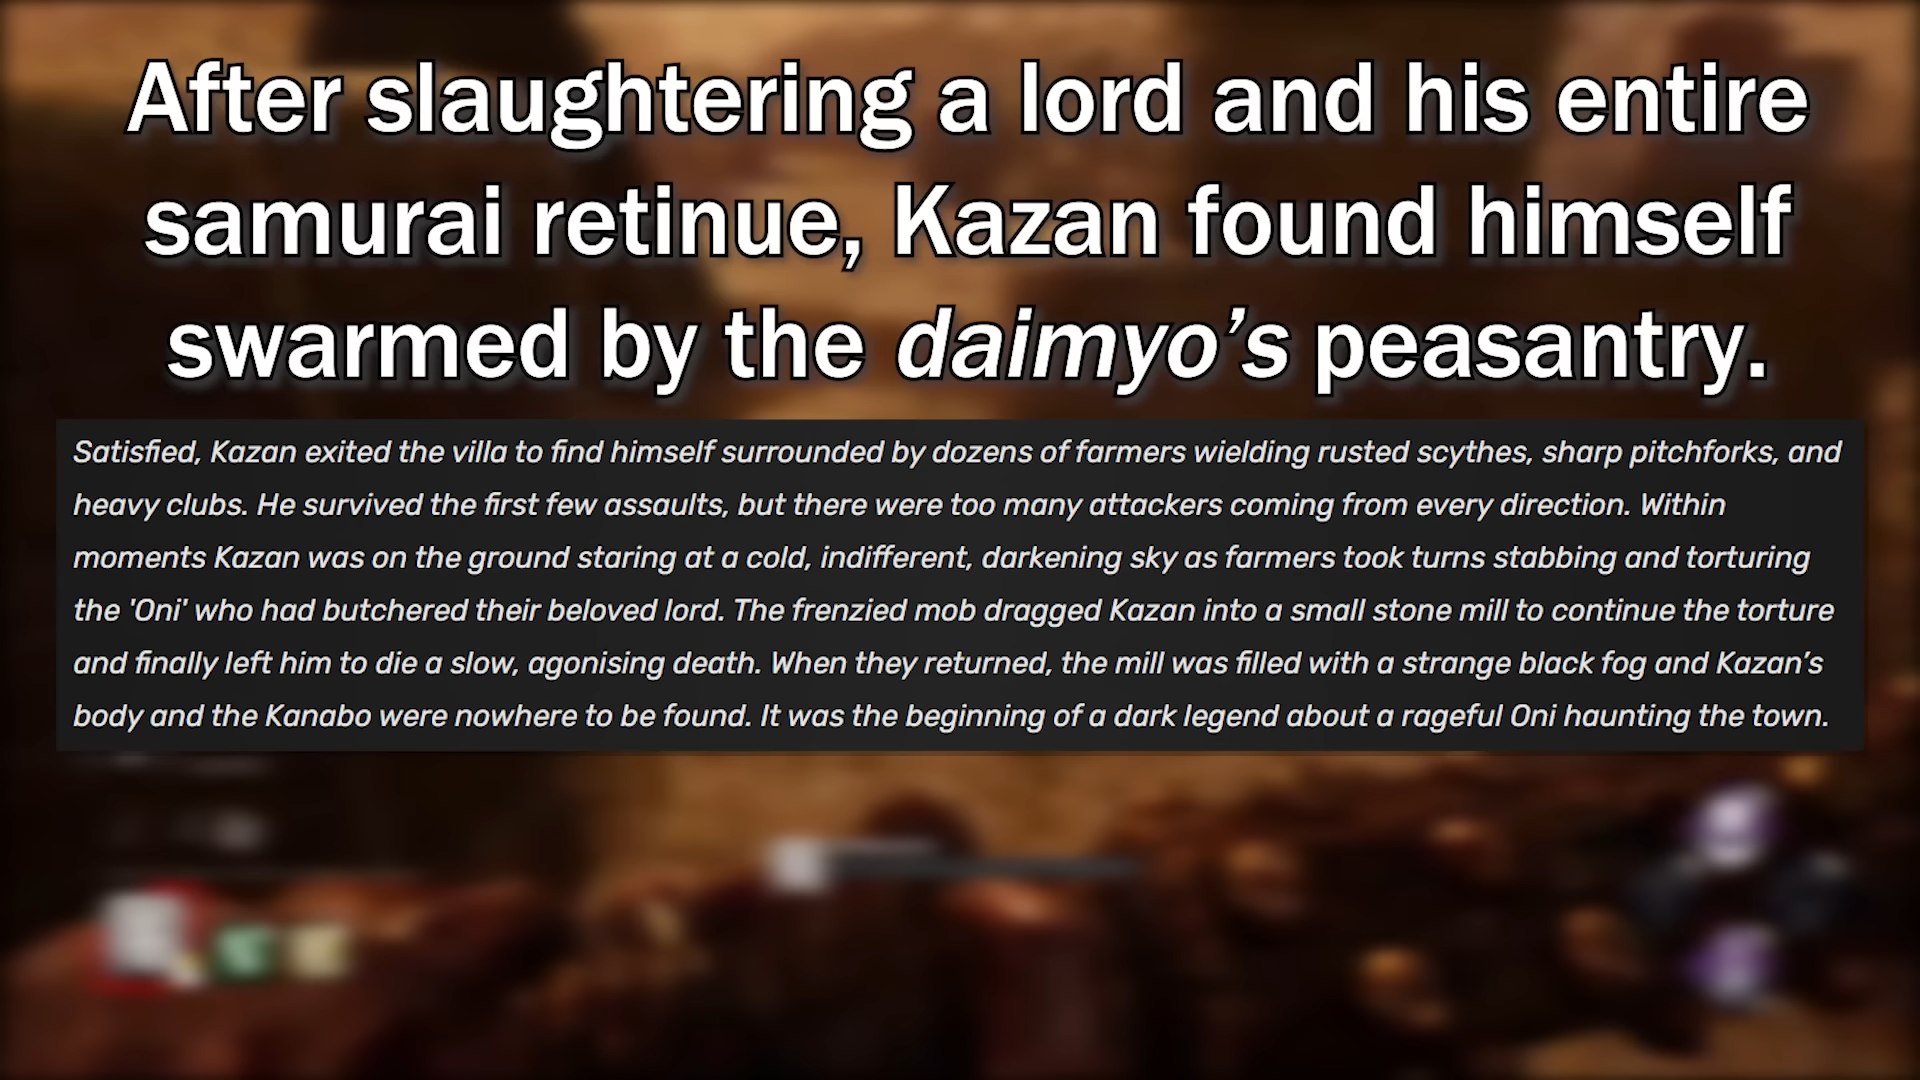 After slaughtering a lord and his entire
samurai retinue, Kazan found himself
swarmed by the daimyo’s peasantry.
Satisfied, Kazan exited the villa to find himself surrounded by dozens of farmers wielding rusted scythes, sharp pitchforks, and
heavy clubs. He survived the first few assaults, but there were too many attackers coming from every direction. Within
moments Kazan was on the ground staring at a cold, indifferent, darkening sky as farmers took turns stabbing and torturing
the 'Oni' who had butchered their beloved lord. The frenzied mob dragged Kazan into a small stone mill to continue the torture
and finally left him to die a slow, agonising death. When they returned, the mill was filled with a strange black fog and Kazan’s
body and the Kanabo were nowhere to be found. It was the beginning of a dark legend about a rageful Oni haunting the town.